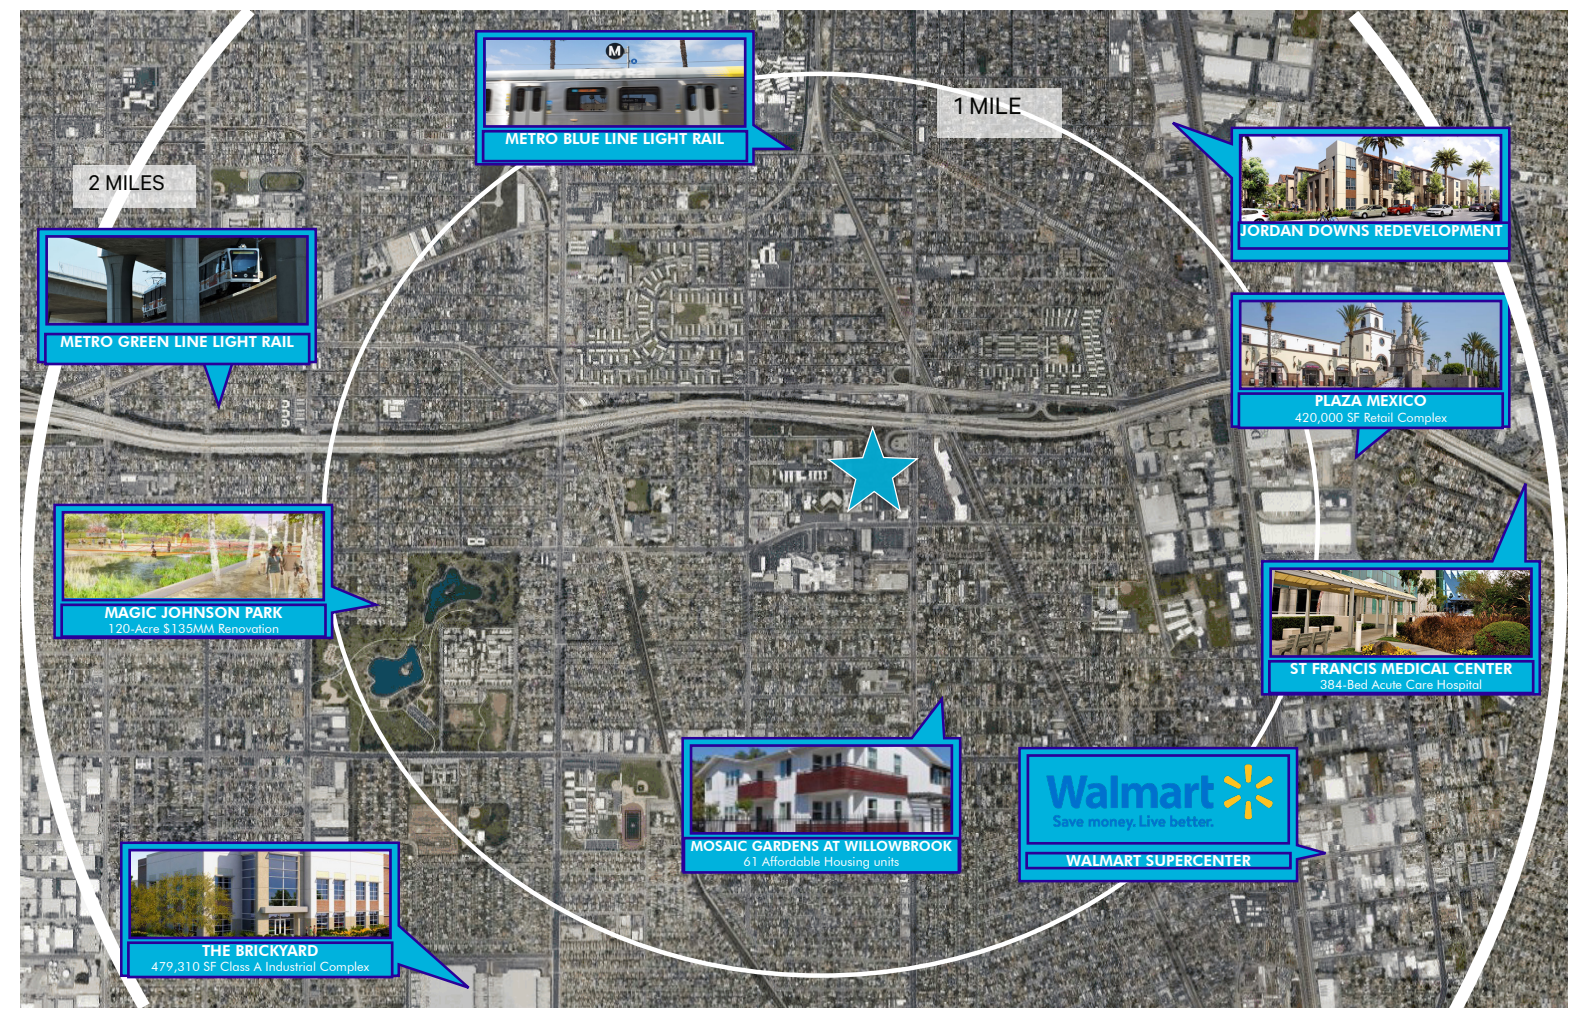 M
Metro Rail
METRO BLUE LINE LIGHT RAIL
1 MILE
2 MILES
JORDAN DOWNS REDEVELOPMENT
METRO GREEN LINE LIGHT RAIL
PLAZA MEXICO
420,000 SF Retail Complex
MAGIC JOHNSON PARK
120-Acre $135MM Renovation
ST FRANCIS MEDICAL CENTER
384-Bed Acute Care Hospital
MOSAIC GARDENS AT WILLOWBROOK
61 Affordable Housing units
Walmart
Save money. Live better.
WALMART SUPERCENTER
THE BRICKYARD
479,310 SF Class A Industrial Complex